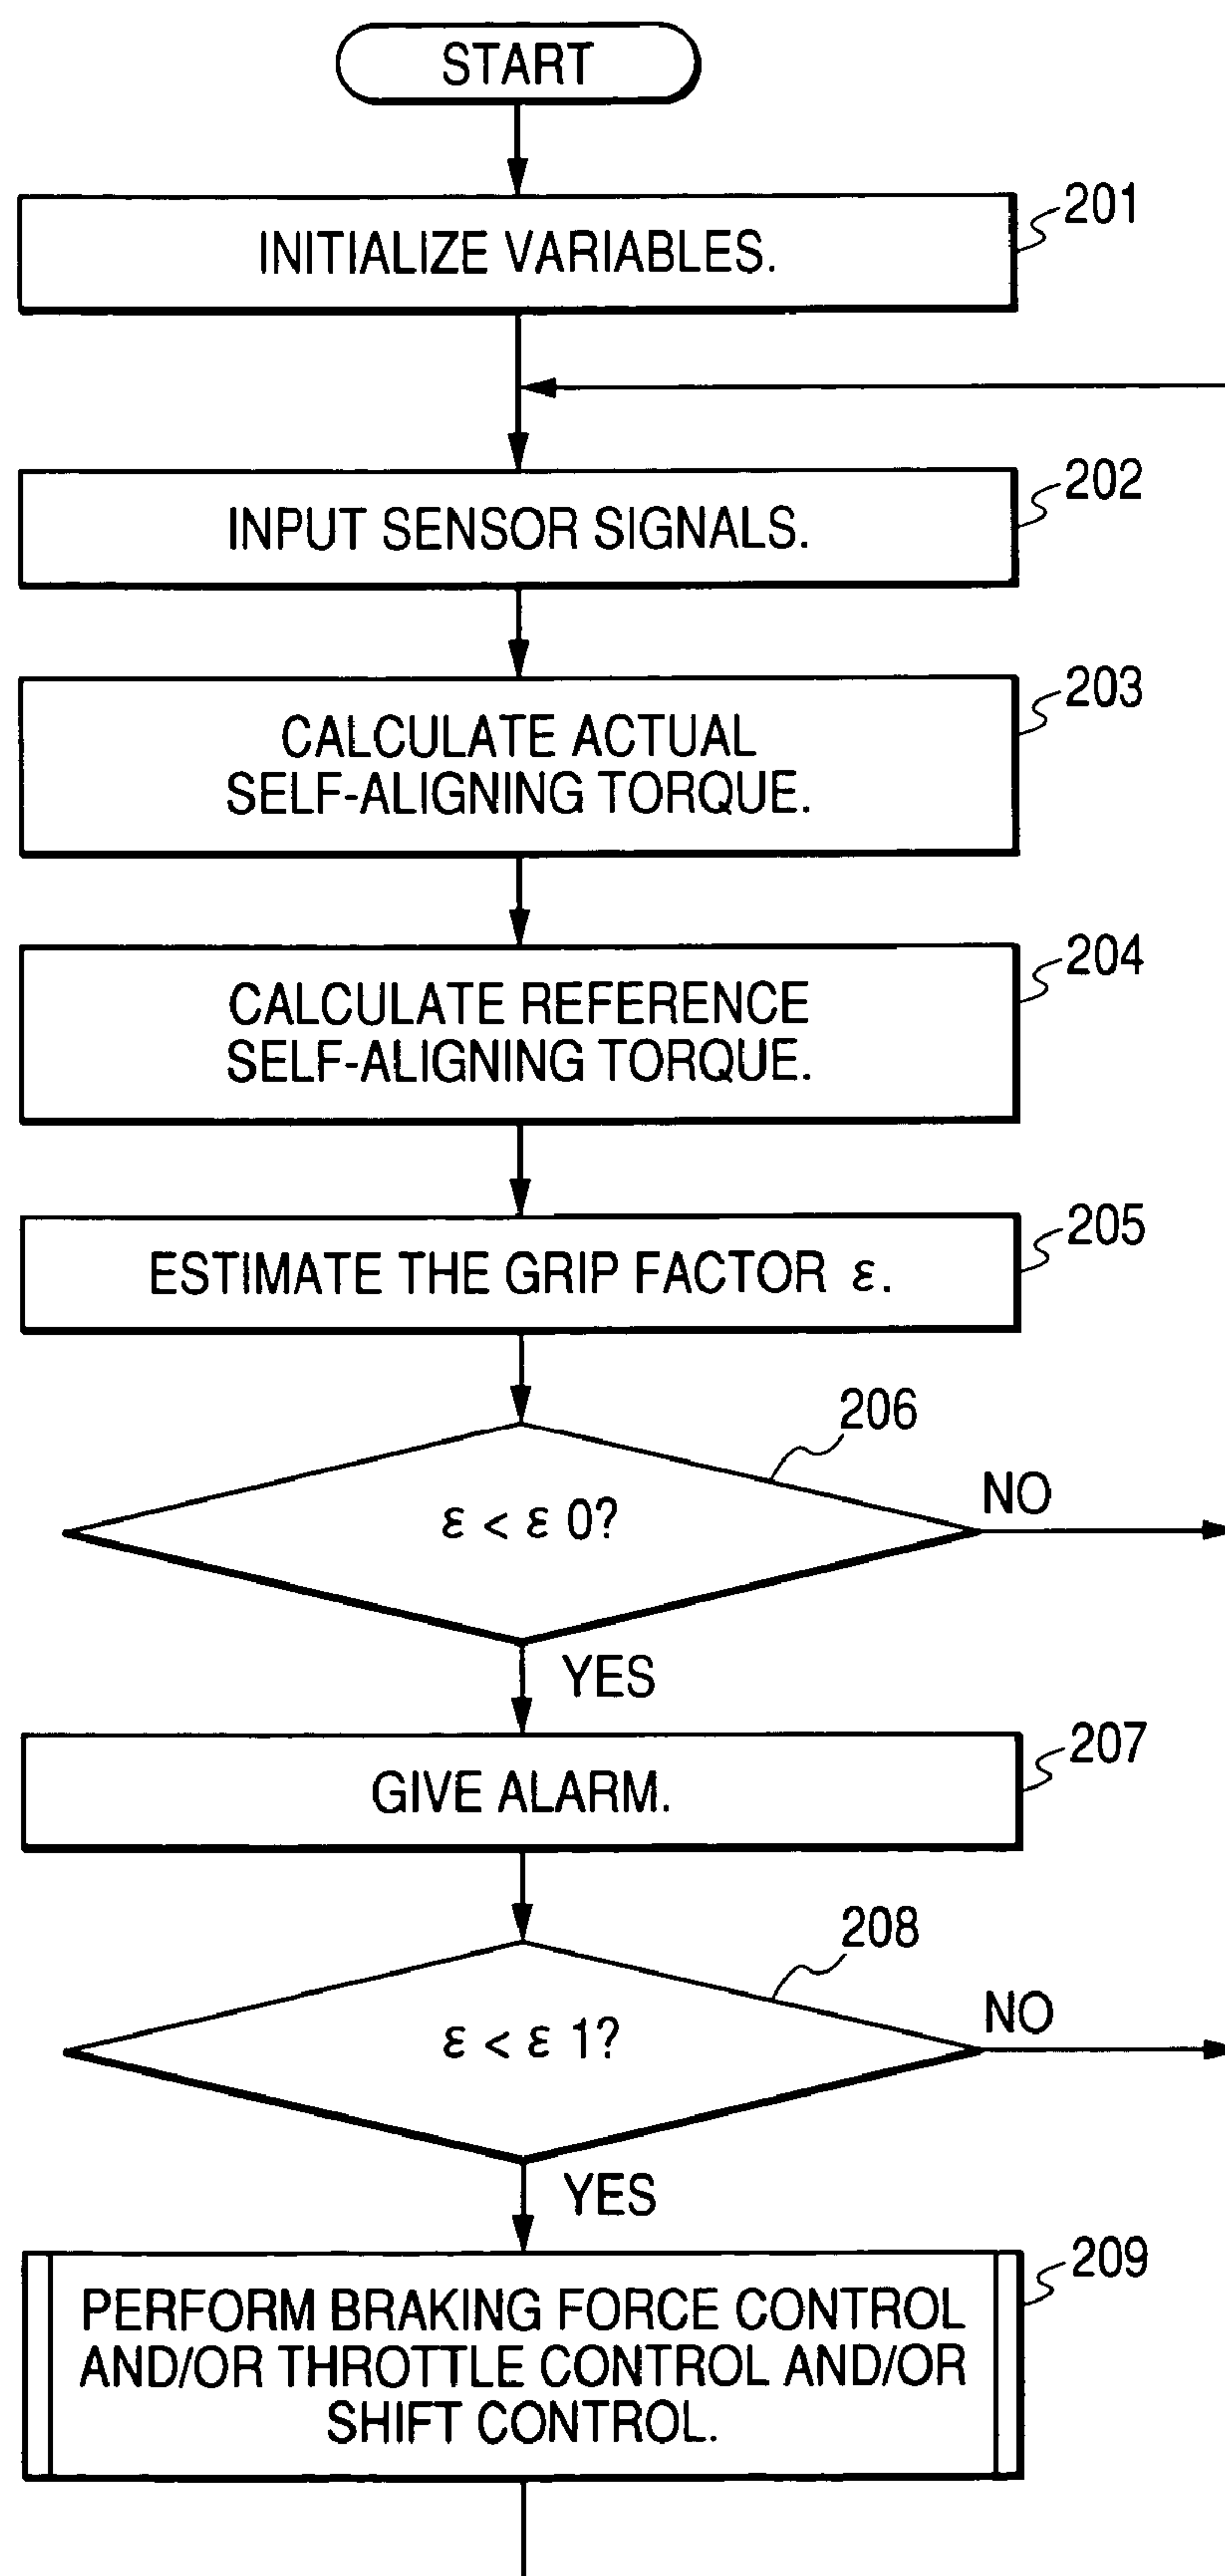 START
INITIALIZE VARIABLES.
201
INPUT SENSOR SIGNALS.
202
CALCULATE ACTUAL
SELF-ALIGNING TORQUE.
203
CALCULATE REFERENCE
SELF-ALIGNING TORQUE.
204
ESTIMATE THE GRIP FACTOR ε.
205
206
ε < ε 0?
NO
YES
GIVE ALARM.
207
208
ε < ε 1?
NO
YES
PERFORM BRAKING FORCE CONTROL
AND/OR THROTTLE CONTROL AND/OR
SHIFT CONTROL.
209